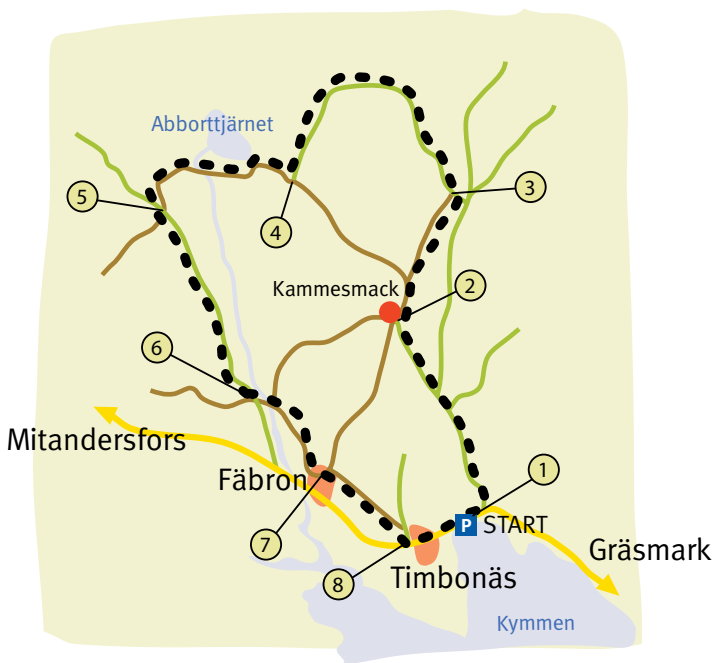 Abborttjärnet
5
3
4
Kammesmack
2
6
Mitandersfors
Fäbron
1
P START
7
Gräsmark
8
Timbonäs
Kymmen